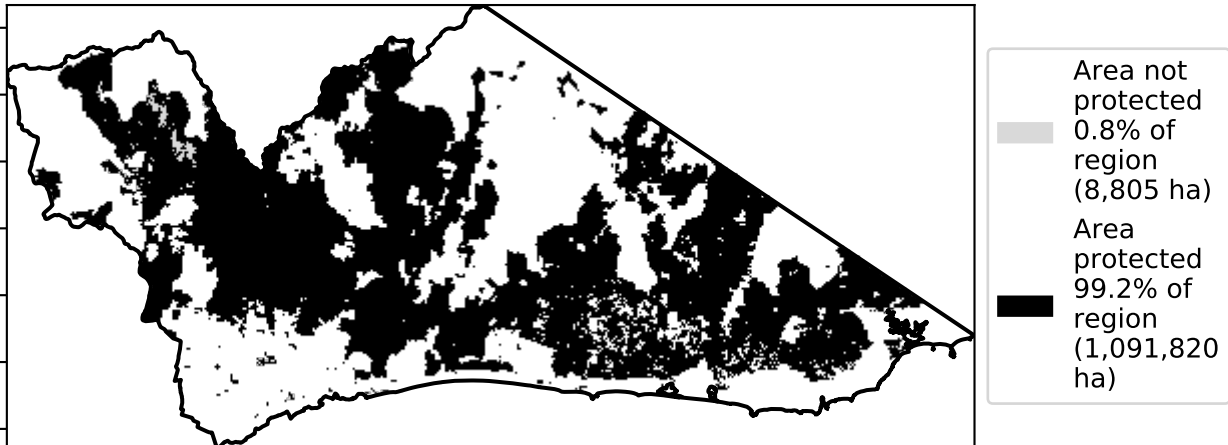 Area not
protected
0.8% of
region
(8,805 ha)
Area
protected
99.2% of
region
(1,091,820
ha)